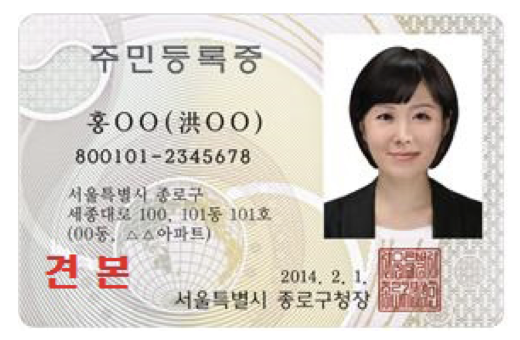 주민등록증
홍OO(洪OO)
800101-2345678
서울특별시 종로구
세종대로 100, 101동 101호
(00동, △△아파트)
견 본
2014. 2. 1.
서울특별시 종로구청장